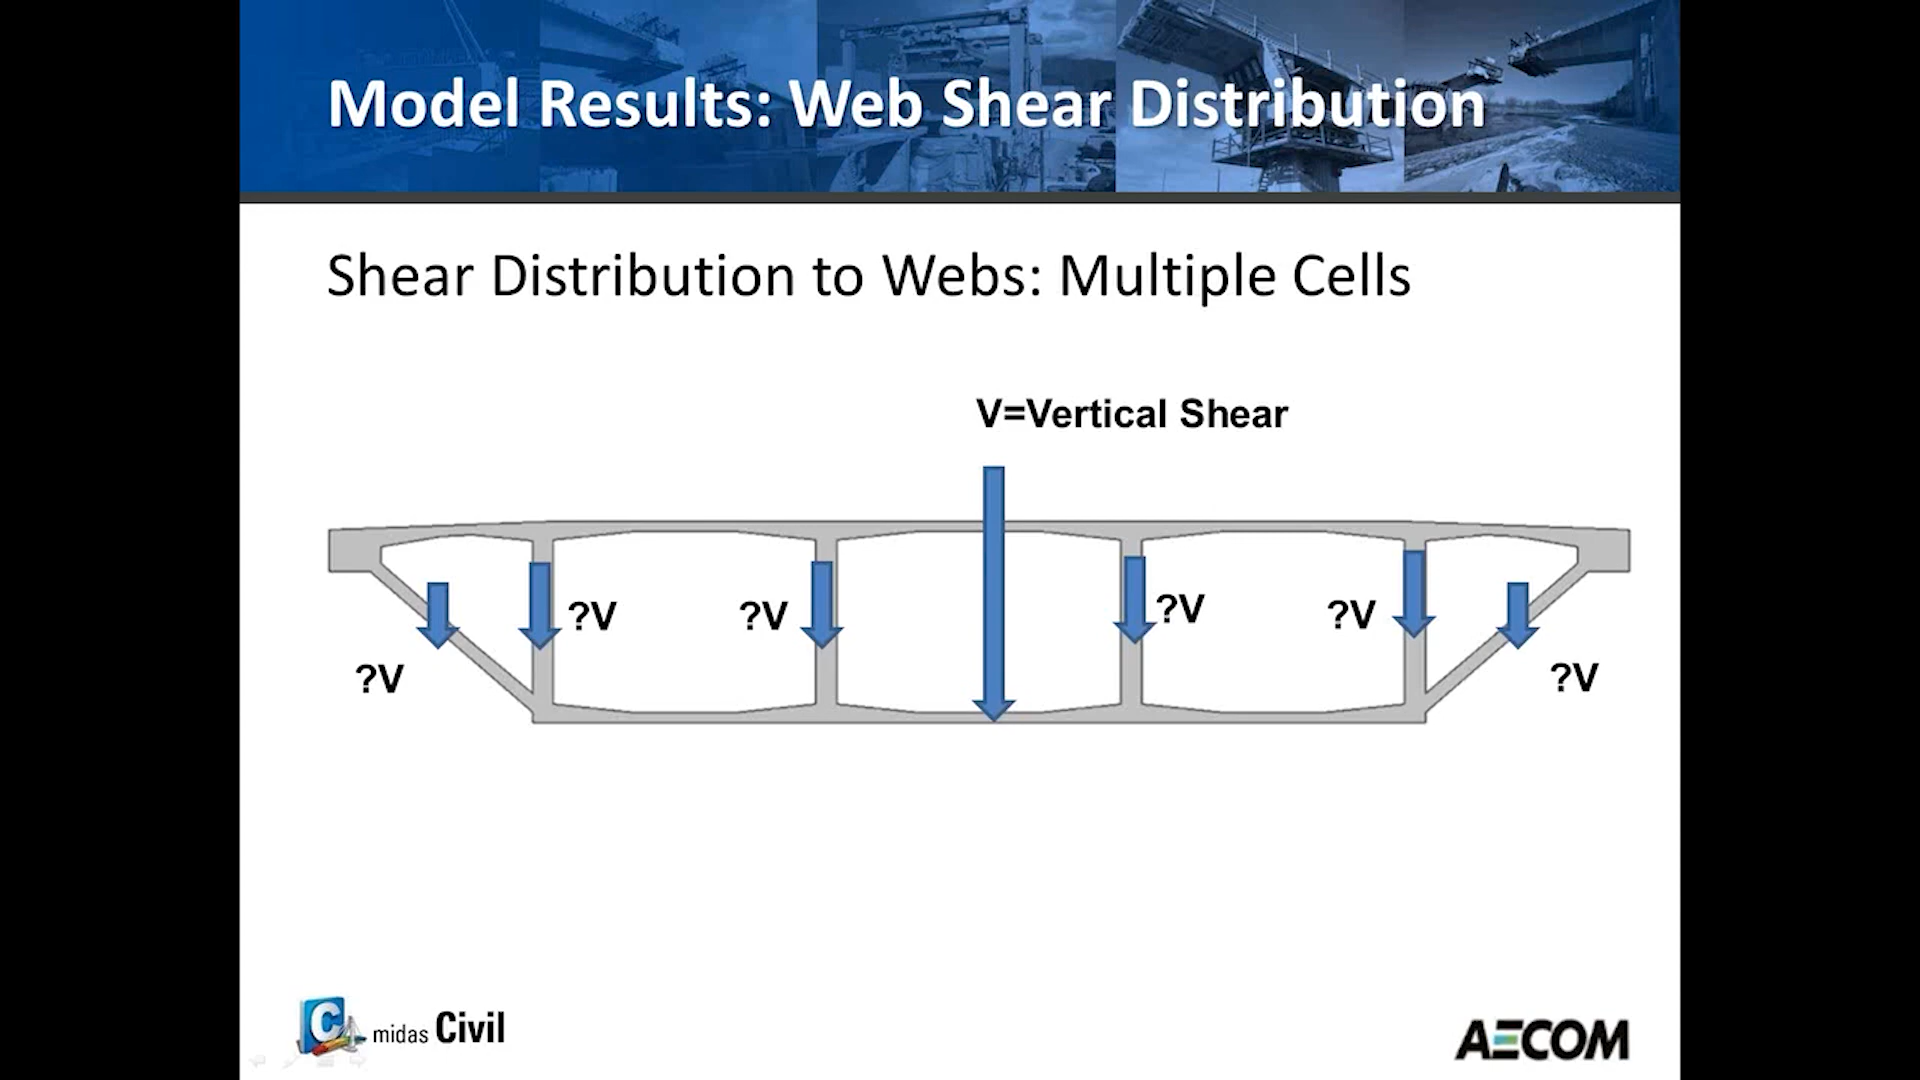 Model Results: Web Shear Distribution
Shear Distribution to Webs: Multiple Cells
V=Vertical Shear
?V
?V
?V
?V
?V
?V
C midas Civil
AECOM